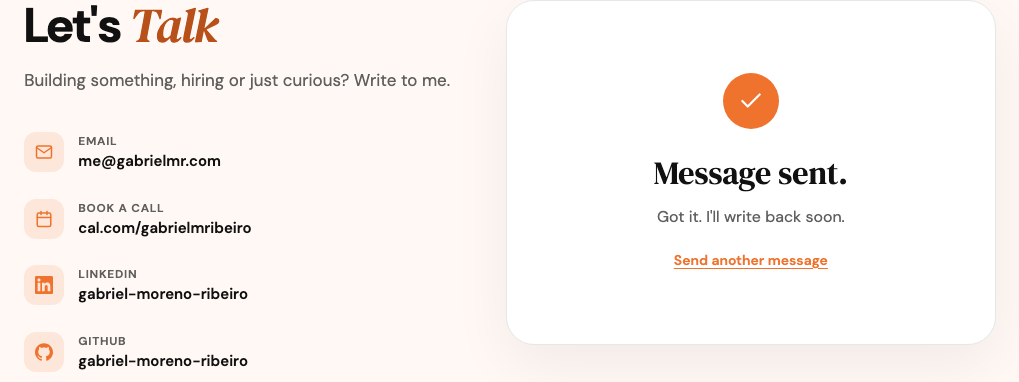 Let's Talk
Building something, hiring or just curious? Write to me.
EMAIL
me@gabrielmr.com
BOOK A CALL
cal.com/gabrielmribeiro
LINKEDIN
gabriel-moreno-ribeiro
GITHUB
gabriel-moreno-ribeiro
Message sent.
Got it. I'll write back soon.
Send another message